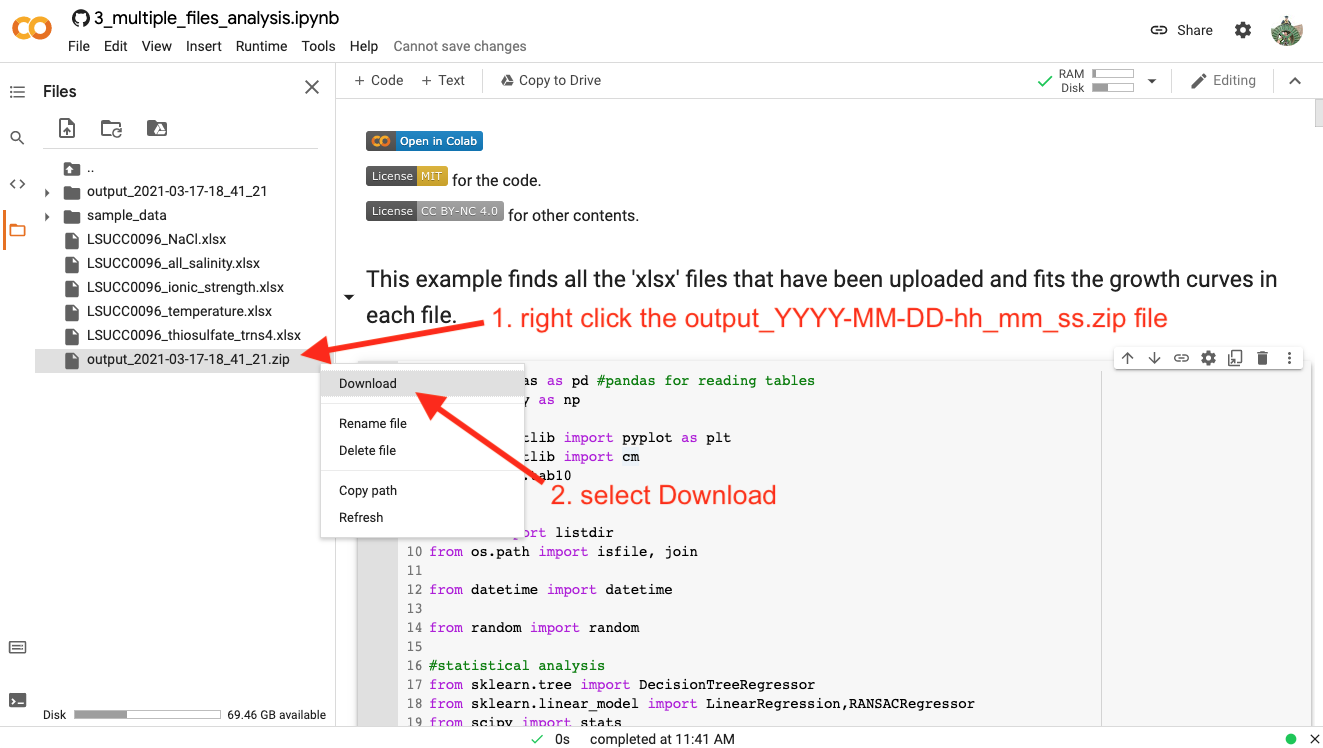 3_multiple_files_analysis.ipynb
File Edit View Insert Runtime Tools Help Cannot save changes
Share
Files
+ Code + Text Copy to Drive
RAM
Disk
Editing
..
output_2021-03-17-18_41_21
sample_data
LSUCC0096_NaCl.xlsx
LSUCC0096_all_salinity.xlsx
LSUCC0096_ionic_strength.xlsx
LSUCC0096_temperature.xlsx
LSUCC0096_thiosulfate_trns4.xlsx
output_2021-03-17-18_41_21.zip
Open in Colab
License MIT for the code.
License CC BY-NC 4.0 for other contents.
This example finds all the 'xlsx' files that have been uploaded and fits the growth curves in
each file.
1. right click the output_YYYY-MM-DD-hh_mm_ss.zip file
Download
Rename file
Delete file
Copy path
Refresh
2. select Download
as as pd #pandas for reading tables
y as np
tlib import pyplot as plt
tlib import cm
.tab10
port listdir
10 from os.path import isfile, join
11
12 from datetime import datetime
13
14 from random import random
15
16 #statistical analysis
17 from sklearn.tree import DecisionTreeRegressor
18 from sklearn.linear_model import LinearRegression,RANSACRegressor
19 from scipy import stats
Disk 69.46 GB available
0s completed at 11:41 AM